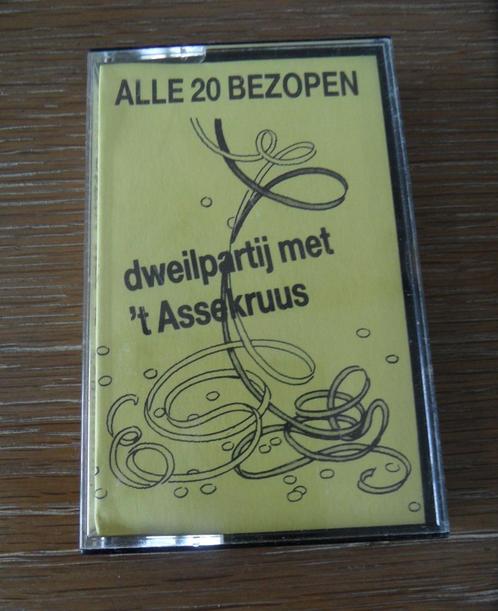 ALLE 20 BEZOPEN
dweilpartij met
't Assekruus